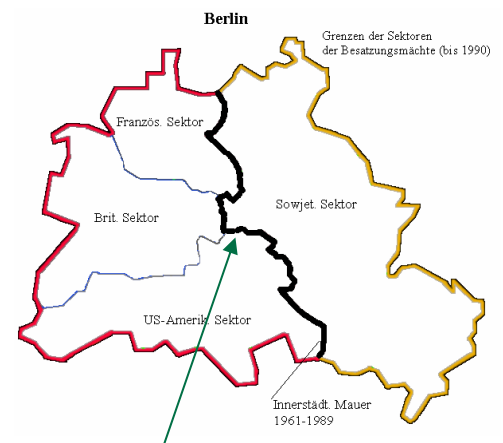 Berlin
Grenzen der Sektoren
der Besatzungsmächte (bis 1990)
Französ. Sektor
Sowjet. Sektor
Brit. Sektor
US-Amerik. Sektor
Innerstädt. Mauer
1961-1989